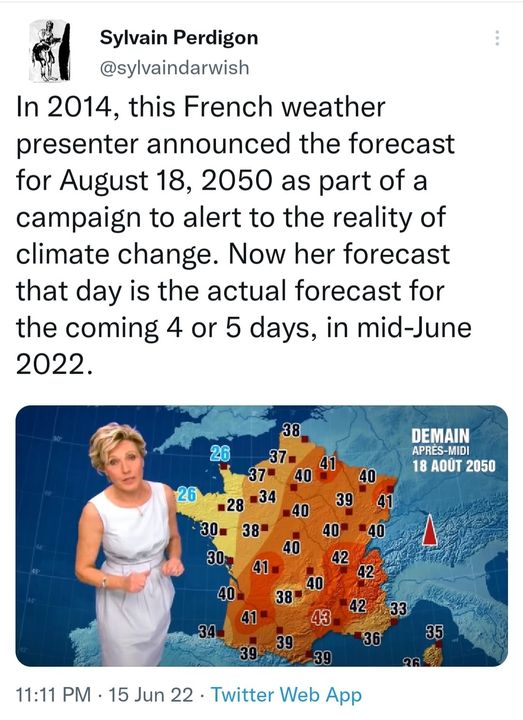 Sylvain Perdigon
@sylvaindarwish
In 2014, this French weather
presenter announced the forecast
for August 18, 2050 as part of a
campaign to alert to the reality of
climate change. Now her forecast
that day is the actual forecast for
the coming 4 or 5 days, in mid-June
2022.
DEMAIN
APRÈS-MIDI
18 AOÛT 2050
38
26 37 41
37 40 40
26 28 34 40 39 41
30 38 40 40
40
30 41 42 42
40 38 40
41 43 42 33
34 39 36 35
39 39 36
11:11 PM · 15 Jun 22 · Twitter Web App